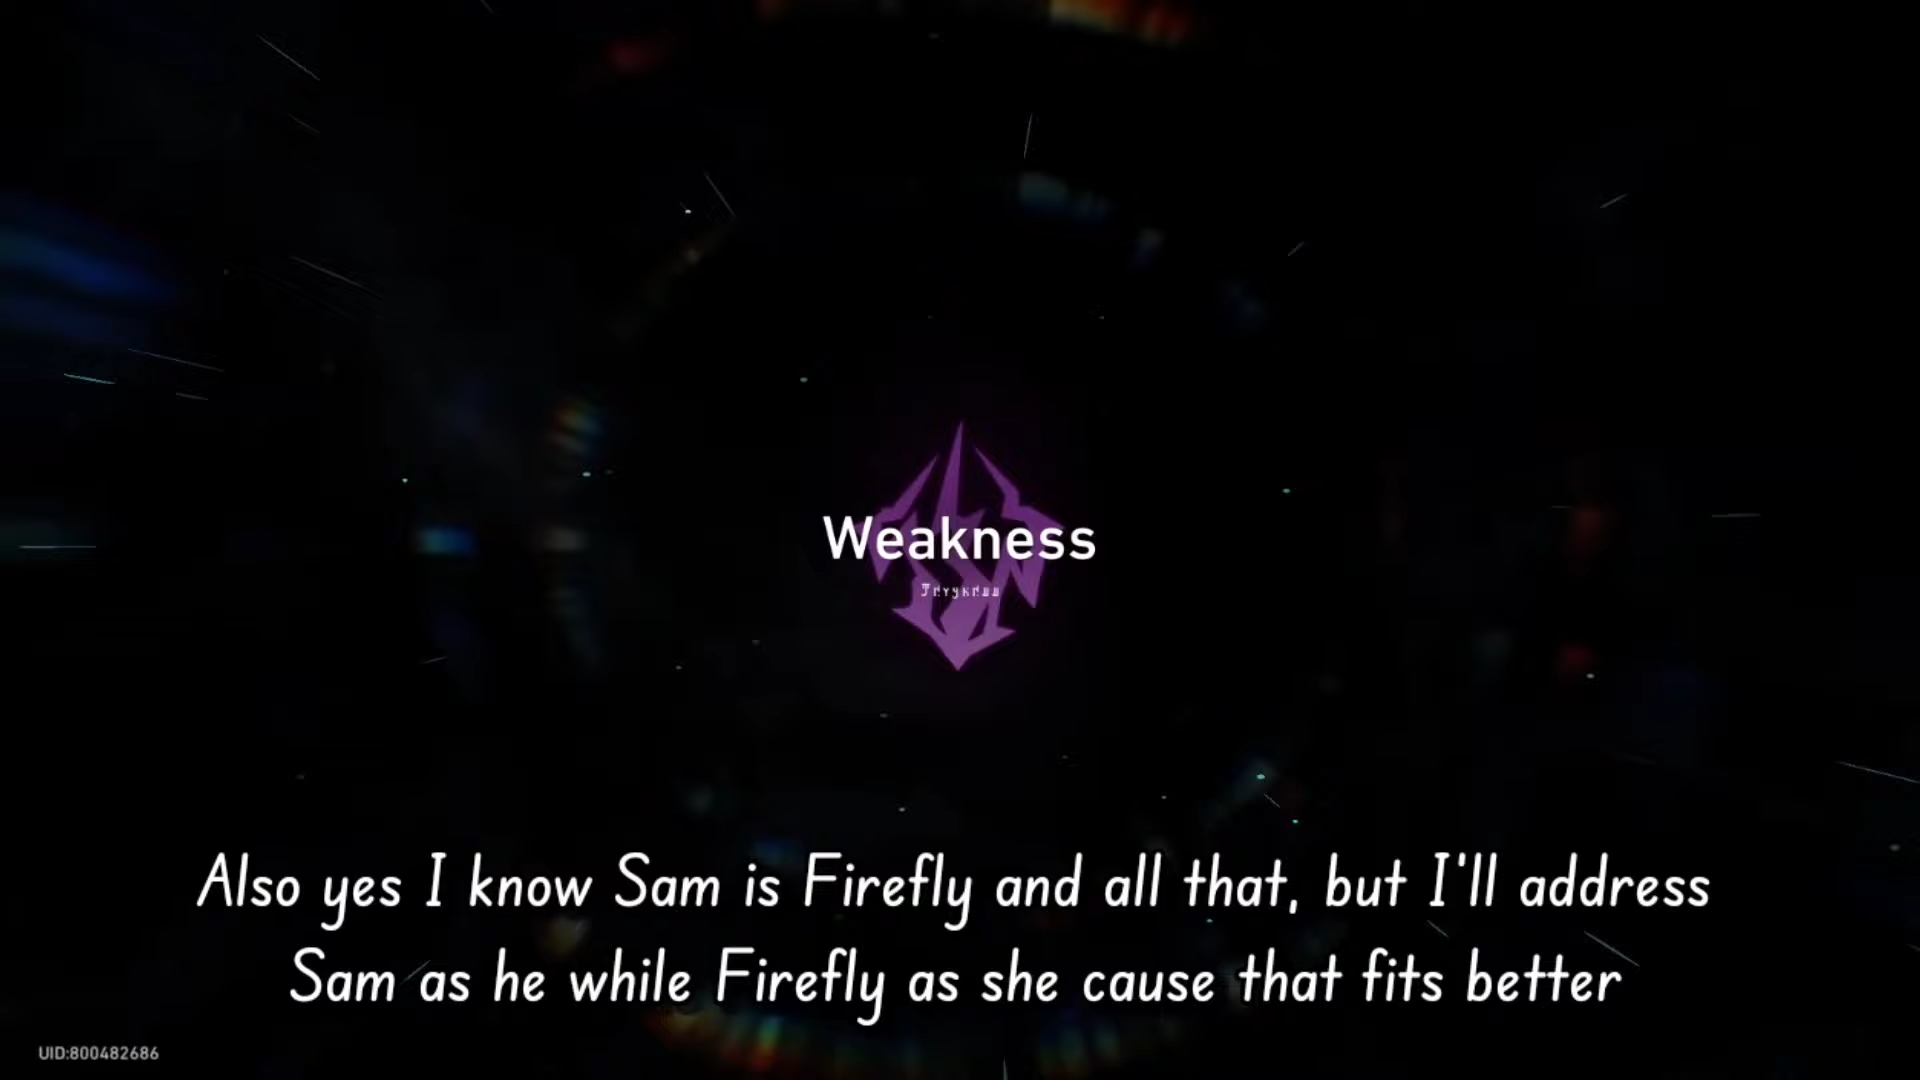 Weakness
Also yes I know Sam is Firefly and all that, but I'll address
Sam as he while Firefly as she cause that fits better
UID:800482686